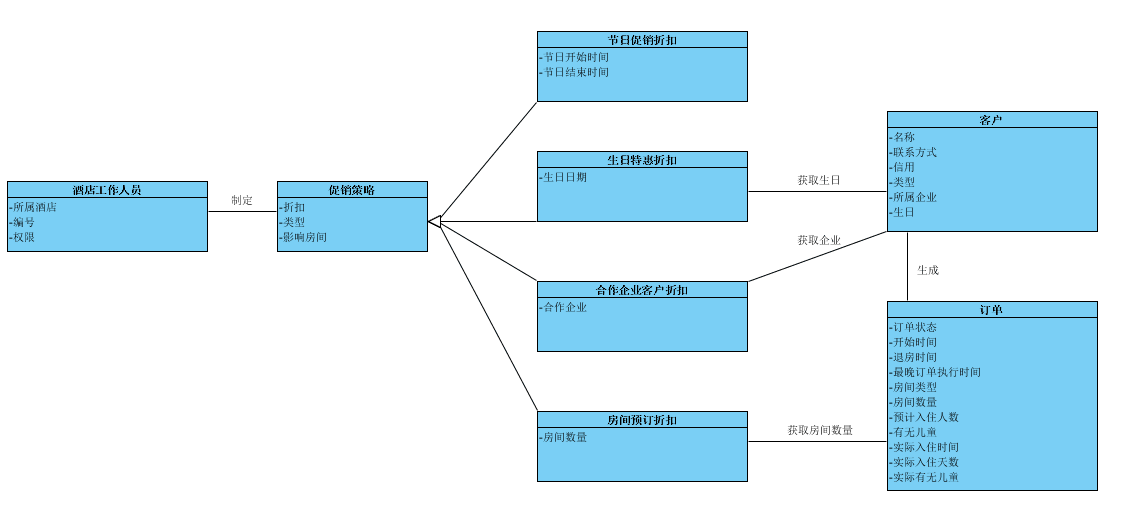 节日促销折扣
-节日开始时间
-节日结束时间
客户
-名称
-联系方式
-信用
-类型
-所属企业
-生日
生日特惠折扣
-生日日期
获取生日
酒店工作人员
-所属酒店
-编号
-权限
制定
促销策略
-折扣
-类型
-影响房间
获取企业
生成
合作企业客户折扣
-合作企业
订单
-订单状态
-开始时间
-退房时间
-最晚订单执行时间
-房间类型
-房间数量
-预计入住人数
-有无儿童
-实际入住时间
-实际入住天数
-实际有无儿童
房间预订折扣
-房间数量
获取房间数量